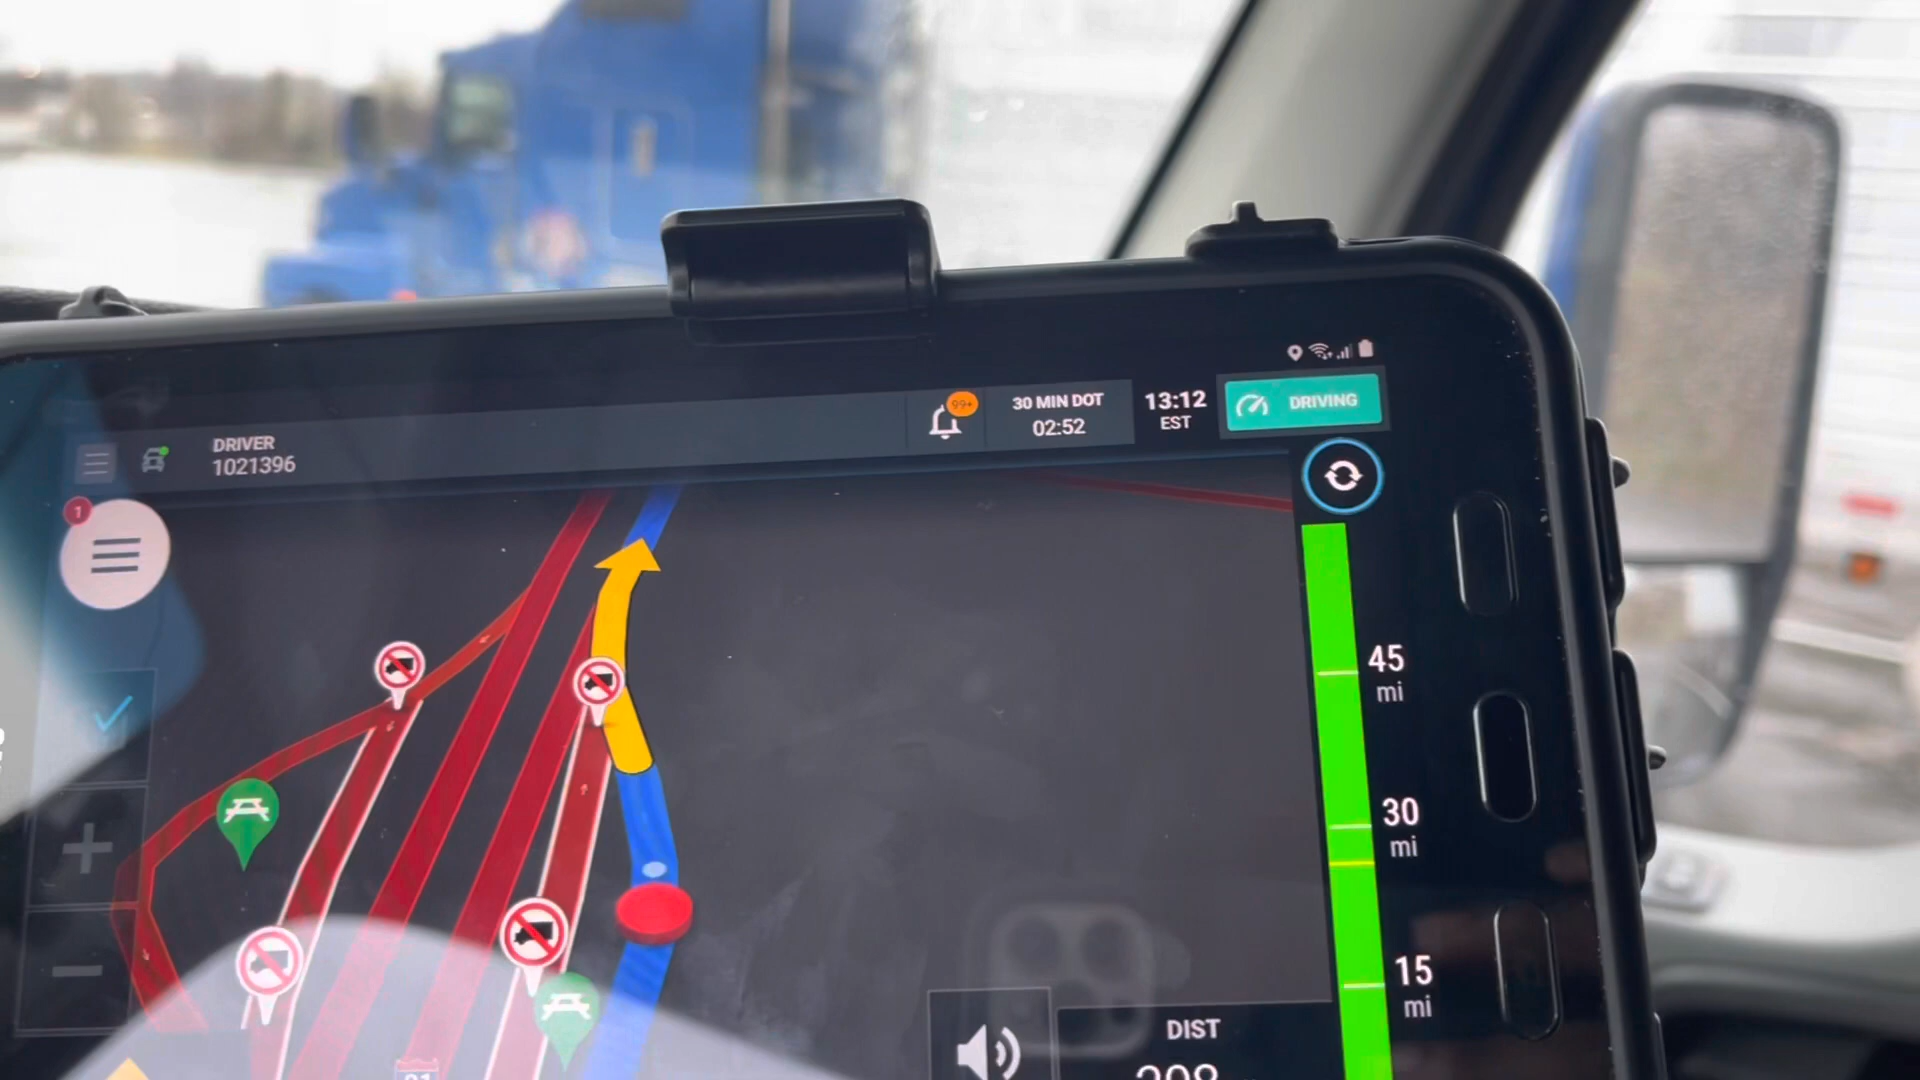 99+
30 MIN DOT
02:52
13:12
EST
DRIVING
DRIVER
1021396
1
45
mi
30
mi
15
mi
DIST